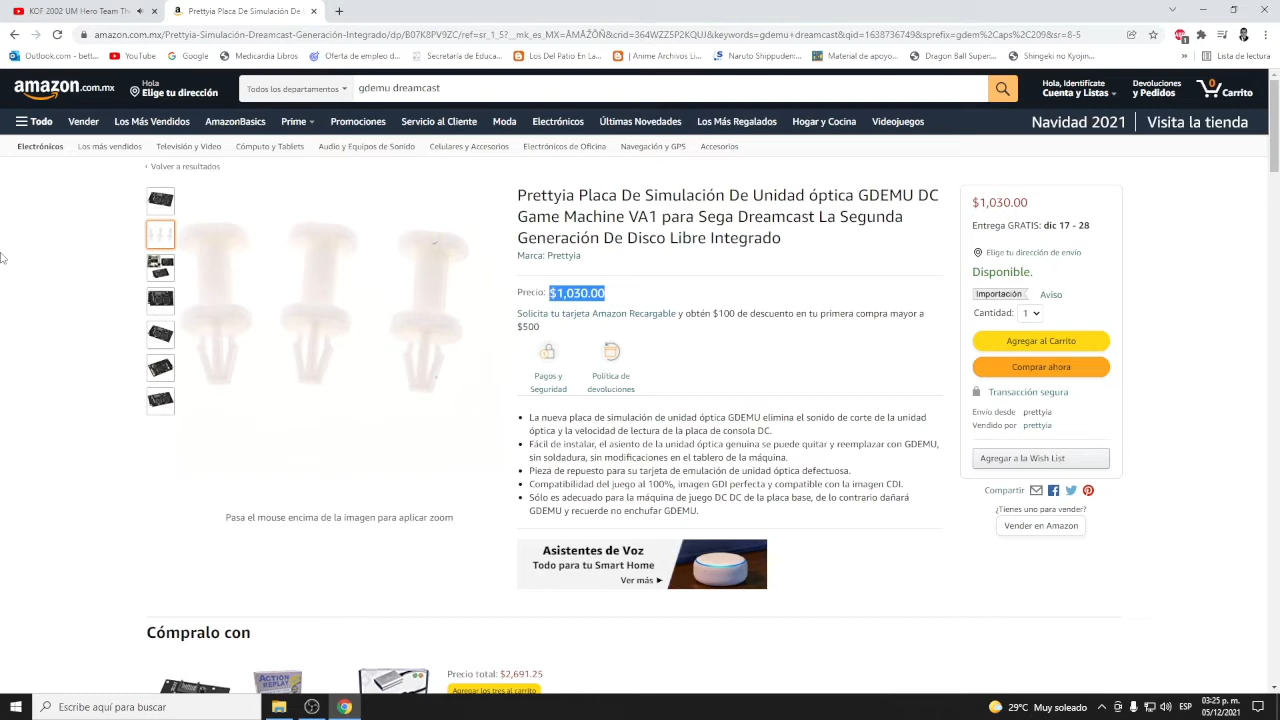 KOF 2002 UM Hero Team The
Prettyia Placa De Simulación De
amazon.com.mx/Prettyia-Simulación-Dreamcast-Generación-Integrado/dp/B07K8PV9ZC/ref=sr_1_5?__mk_es_MX=ÅMÅŽÕÑ&crid=364WZZ5P2KQUJ&keywords=gdemu+dreamcast&qid=1638736749&sprefix=gdem%2Caps%2C209&sr=8-5
Outlook.com - bett... YouTube Google Hogwarts Mistery Oferta de empleo d... Secretaría de Educa... Los Del Patio En La... Anime Archivos Li... Naruto Shippuden:... Material de apoyo... Dragon Ball Super:... Shingeki no Kyojin... » Lista de lectura
amazon.com.mx
Hola
Elige tu dirección
Todos los departamentos
gdemu dreamcast
Hola, Identifícate
Cuenta y Listas
Devoluciones
y Pedidos
0
Carrito
Todo Vender Los Más Vendidos AmazonBasics Prime Promociones Servicio al Cliente Moda Electrónicos Últimas Novedades Los Más Regalados Hogar y Cocina Videojuegos Navidad 2021 Visita la tienda
Electrónicos Los más vendidos Televisión y Video Cómputo y Tablets Audio y Equipos de Sonido Celulares y Accesorios Electrónicos de Oficina Navegación y GPS Accesorios
‹ Volver a resultados
Prettyia Placa De Simulación De Unidad óptica GDEMU DC
Game Machine VA1 para Sega Dreamcast La Segunda
Generación De Disco Libre Integrado
Marca: Prettyia
Precio: $1,030.00
Solicita tu tarjeta Amazon Recargable y obtén $100 de descuento en tu primera compra mayor a
$500
Pagos y
Seguridad
Política de
devoluciones
• La nueva placa de simulación de unidad óptica GDEMU elimina el sonido de corte de la unidad
óptica y la velocidad de lectura de la placa de consola DC.
• Fácil de instalar, el asiento de la unidad óptica genuina se puede quitar y reemplazar con GDEMU,
sin soldadura, sin modificaciones en el tablero de la máquina.
• Pieza de repuesto para su tarjeta de emulación de unidad óptica defectuosa.
• Compatibilidad del juego al 100%, imagen GDI perfecta y compatible con la imagen CDI.
• Sólo es adecuado para la máquina de juego DC DC de la placa base, de lo contrario dañará
GDEMU y recuerde no enchufar GDEMU.
Pasa el mouse encima de la imagen para aplicar zoom
Asistentes de Voz
Todo para tu Smart Home
Ver más
$1,030.00
Entrega GRATIS: dic 17 - 28
Elige tu dirección de envío
Disponible.
Importación Aviso
Cantidad: 1
Agregar al Carrito
Comprar ahora
Transacción segura
Envío desde prettyia
Vendido por prettyia
Agregar a la Wish List
Compartir
¿Tienes uno para vender?
Vender en Amazon
Cómpralo con
ACTION
REPLAY
Precio total: $2,691.25
Agregar los tres al carrito
Escribe aquí para buscar
29°C Muy soleado
ESP
03:25 p. m.
05/12/2021